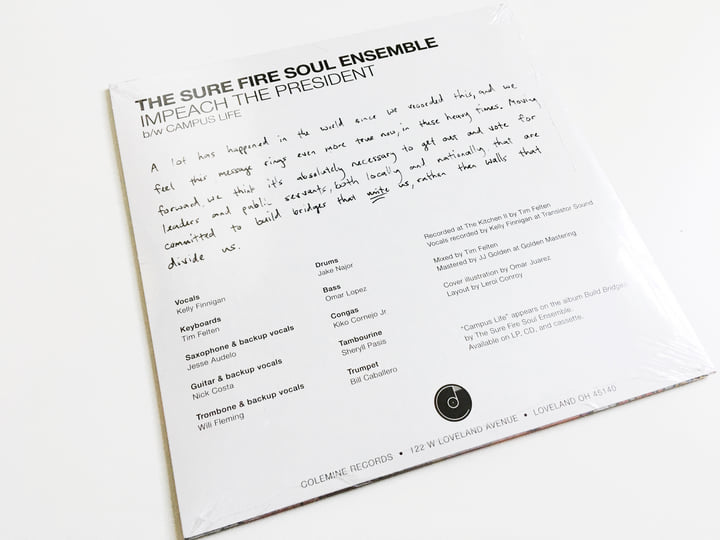 THE SURE FIRE SOUL ENSEMBLE
IMPEACH THE PRESIDENT
b/w CAMPUS LIFE
A lot has happened in the world since we recorded this, and we
feel this message rings even more true now, in these heavy times. Moving
forward, we think it's absolutely necessary to get out and vote for
leaders and public servants, both locally and nationally, that are
committed to build bridges that unite us, rather then walls that
divide us.
Vocals
Kelly Finnigan
Keyboards
Tim Felten
Saxophone & backup vocals
Jesse Audelo
Guitar & backup vocals
Nick Costa
Trombone & backup vocals
Will Fleming
Drums
Jake Najor
Bass
Omar Lopez
Congas
Kiko Cornejo Jr.
Tambourine
Sheryll Pasis
Trumpet
Bill Caballero
Recorded at The Kitchen II by Tim Felten
Vocals recorded by Kelly Finnigan at Transistor Sound
Mixed by Tim Felten
Mastered by JJ Golden at Golden Mastering
Cover illustration by Omar Juarez
Layout by Leroi Conroy
"Campus Life" appears on the album Build Bridges
by The Sure Fire Soul Ensemble.
Available on LP, CD, and cassette.
COLEMINE RECORDS • 122 W LOVELAND AVENUE • LOVELAND OH 45140